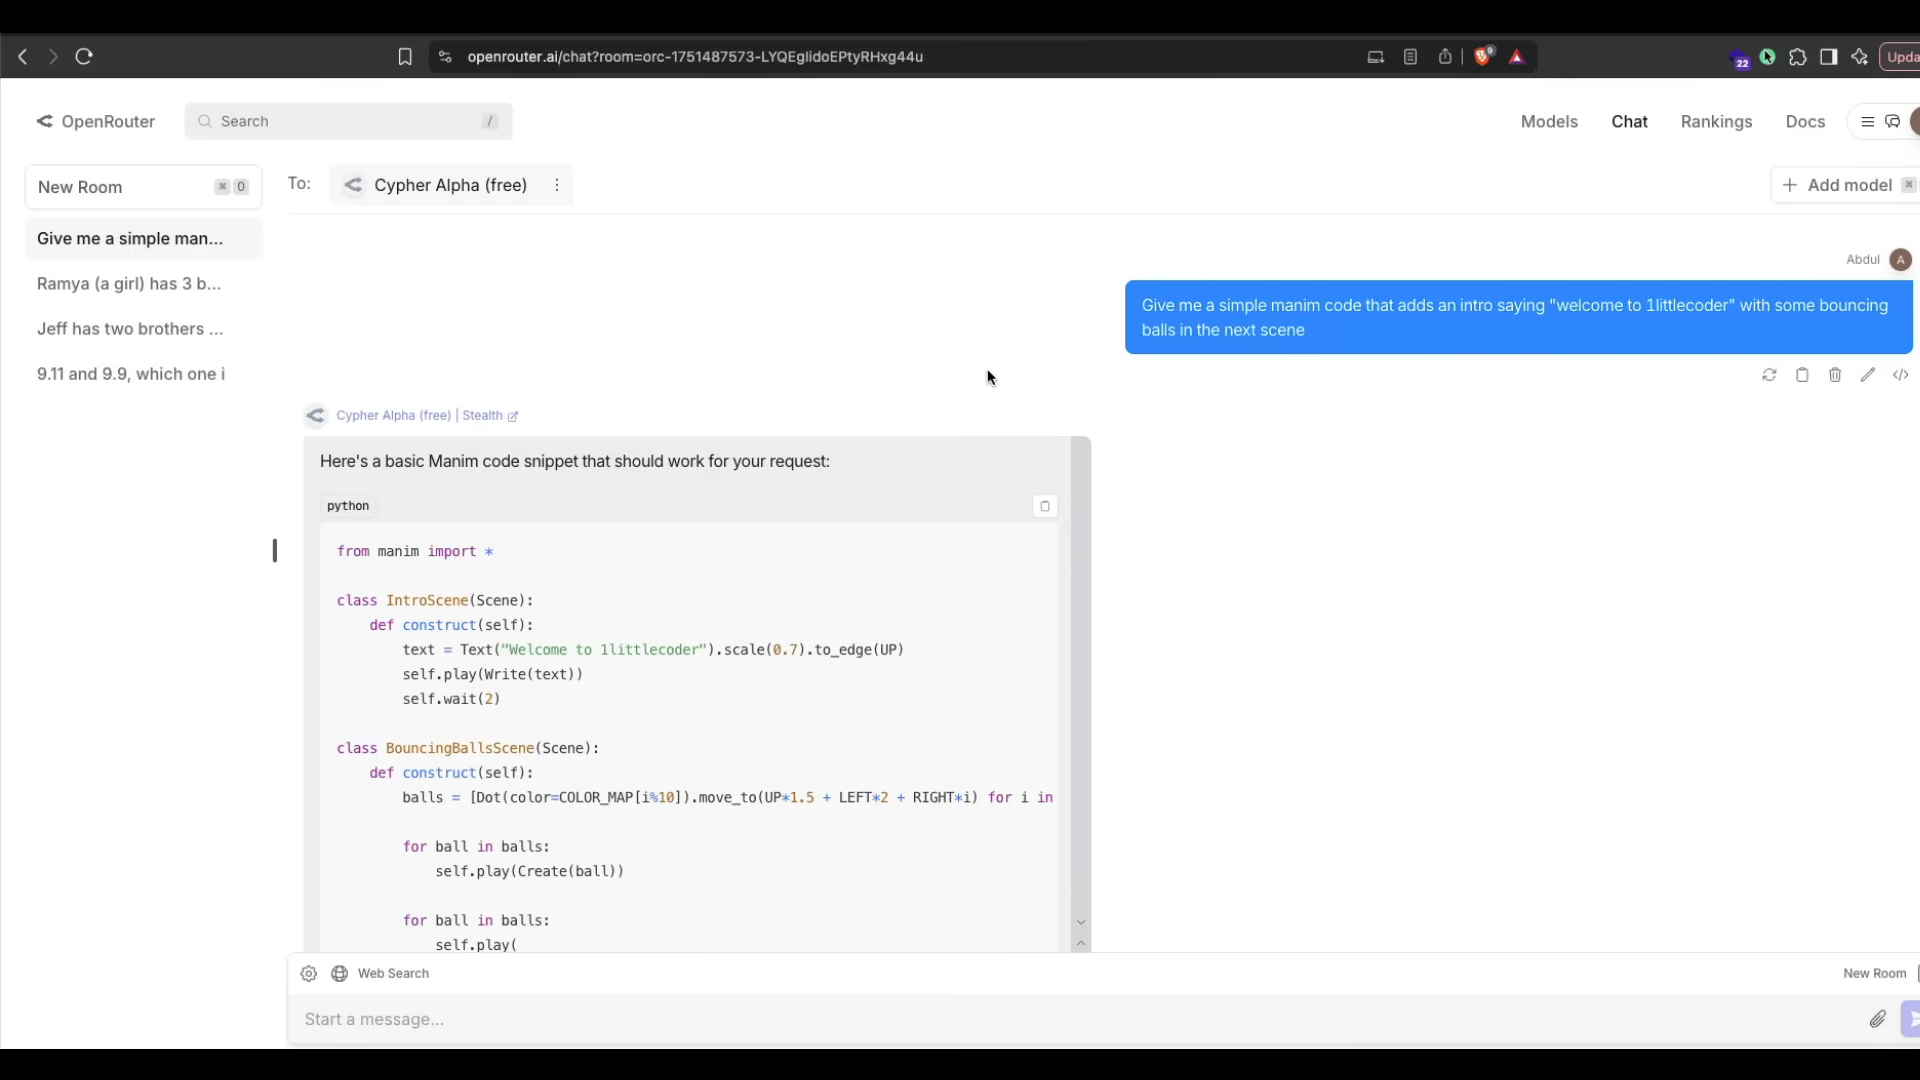 openrouter.ai/chat?room=orc-1751487573-LYQEglidoEPtyRHxg44u
9
22
Upda
OpenRouter
Search
/
Models
Chat
Rankings
Docs
New Room
⌘ 0
To:
Cypher Alpha (free)
+ Add model ⌘
Give me a simple man...
Ramya (a girl) has 3 b...
Jeff has two brothers ...
9.11 and 9.9, which one i
Abdul
A
Give me a simple manim code that adds an intro saying "welcome to 1littlecoder" with some bouncing
balls in the next scene
Cypher Alpha (free) | Stealth
Here's a basic Manim code snippet that should work for your request:
python
from manim import *
class IntroScene(Scene):
    def construct(self):
        text = Text("Welcome to 1littlecoder").scale(0.7).to_edge(UP)
        self.play(Write(text))
        self.wait(2)
class BouncingBallsScene(Scene):
    def construct(self):
        balls = [Dot(color=COLOR_MAP[i%10]).move_to(UP*1.5 + LEFT*2 + RIGHT*i) for i in
        for ball in balls:
            self.play(Create(ball))
        for ball in balls:
            self.play(
Web Search
New Room
Start a message...